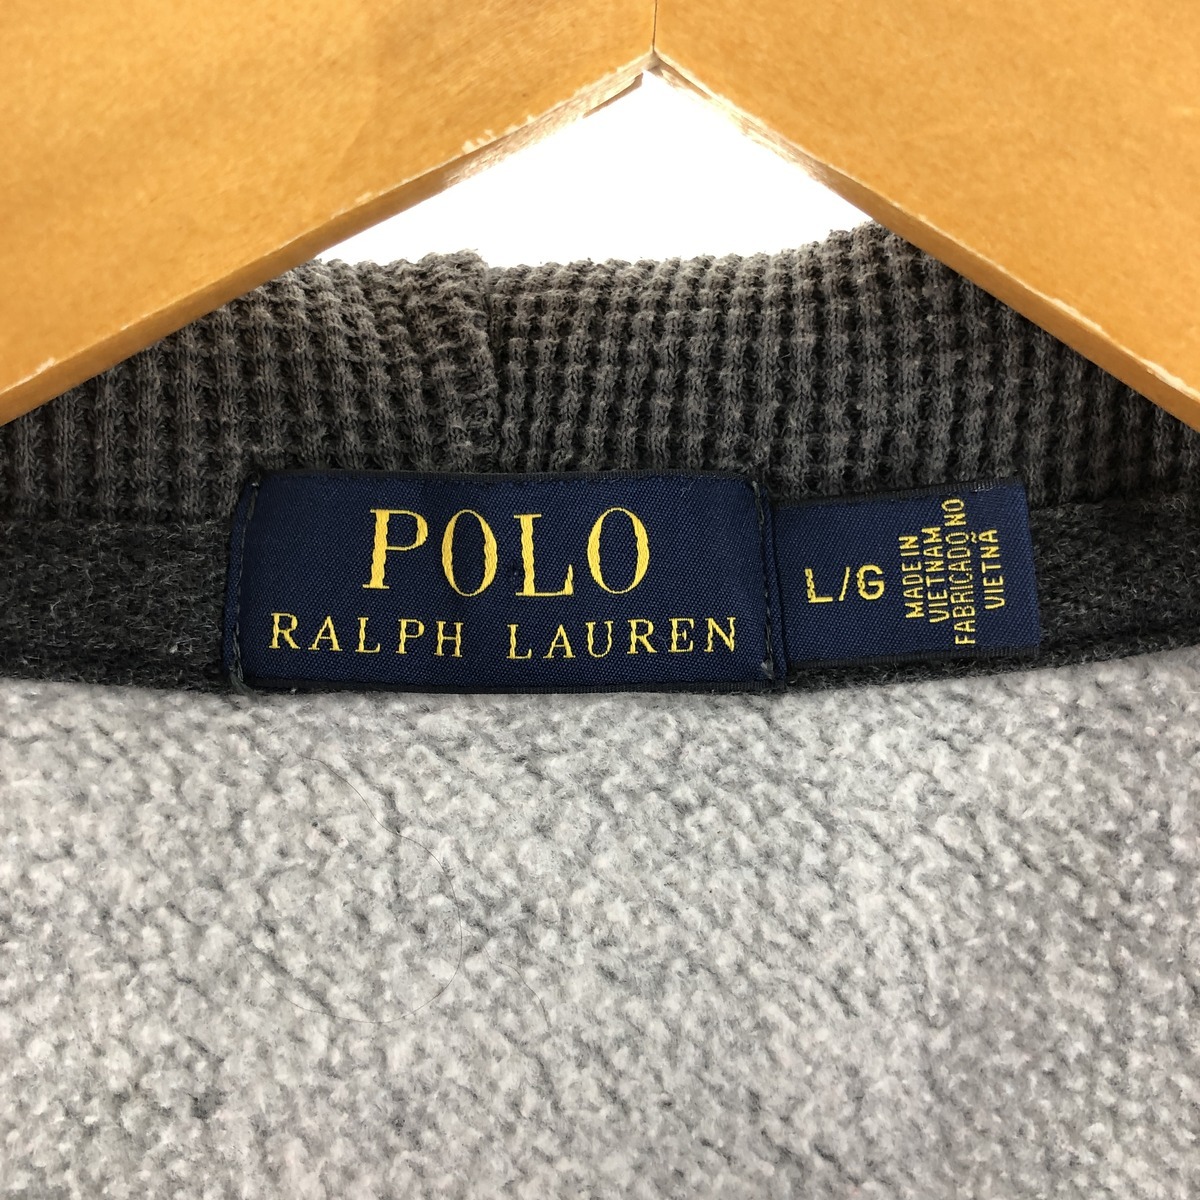 POLO
RALPH LAUREN
L/G
MADE IN
VIETNAM
FABRICADO NO
VIETNÃ